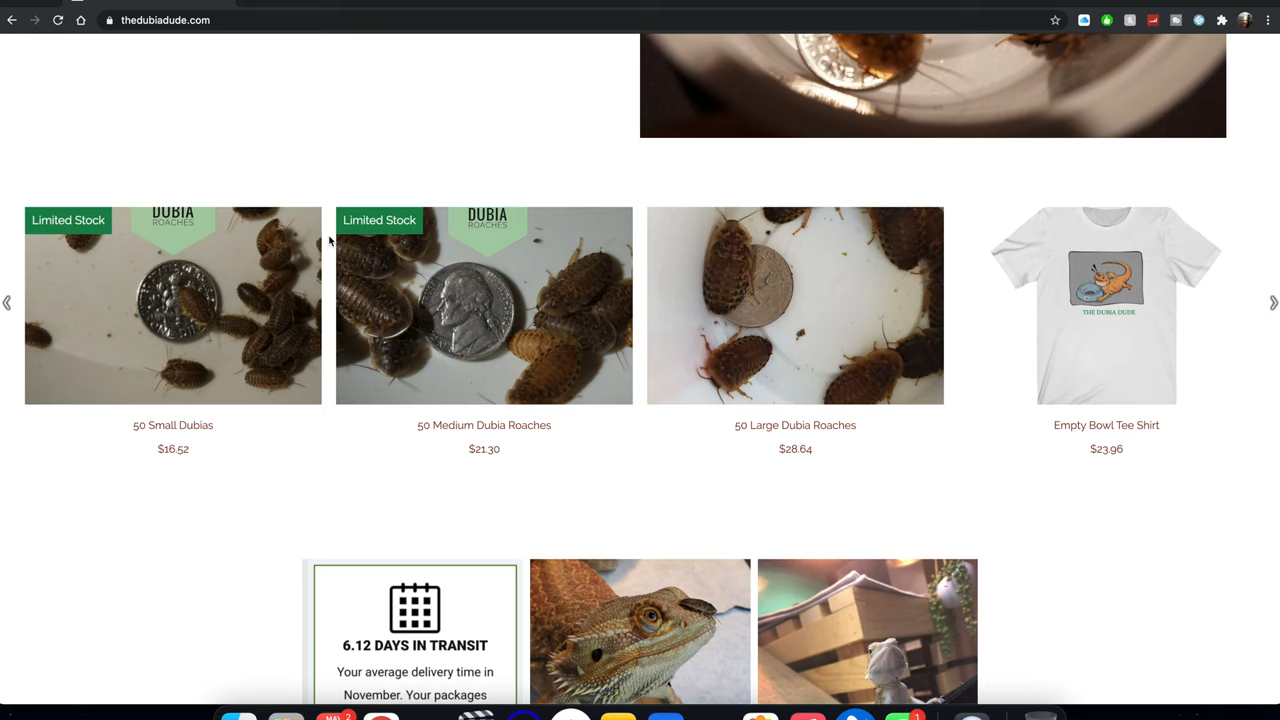 thedubiadude.com
Limited Stock
DUBIA
ROACHES
Limited Stock
DUBIA
ROACHES
50 Small Dubias
$16.52
50 Medium Dubia Roaches
$21.30
50 Large Dubia Roaches
$28.64
THE DUBIA DUDE
Empty Bowl Tee Shirt
$23.96
6.12 DAYS IN TRANSIT
Your average delivery time in
November. Your packages